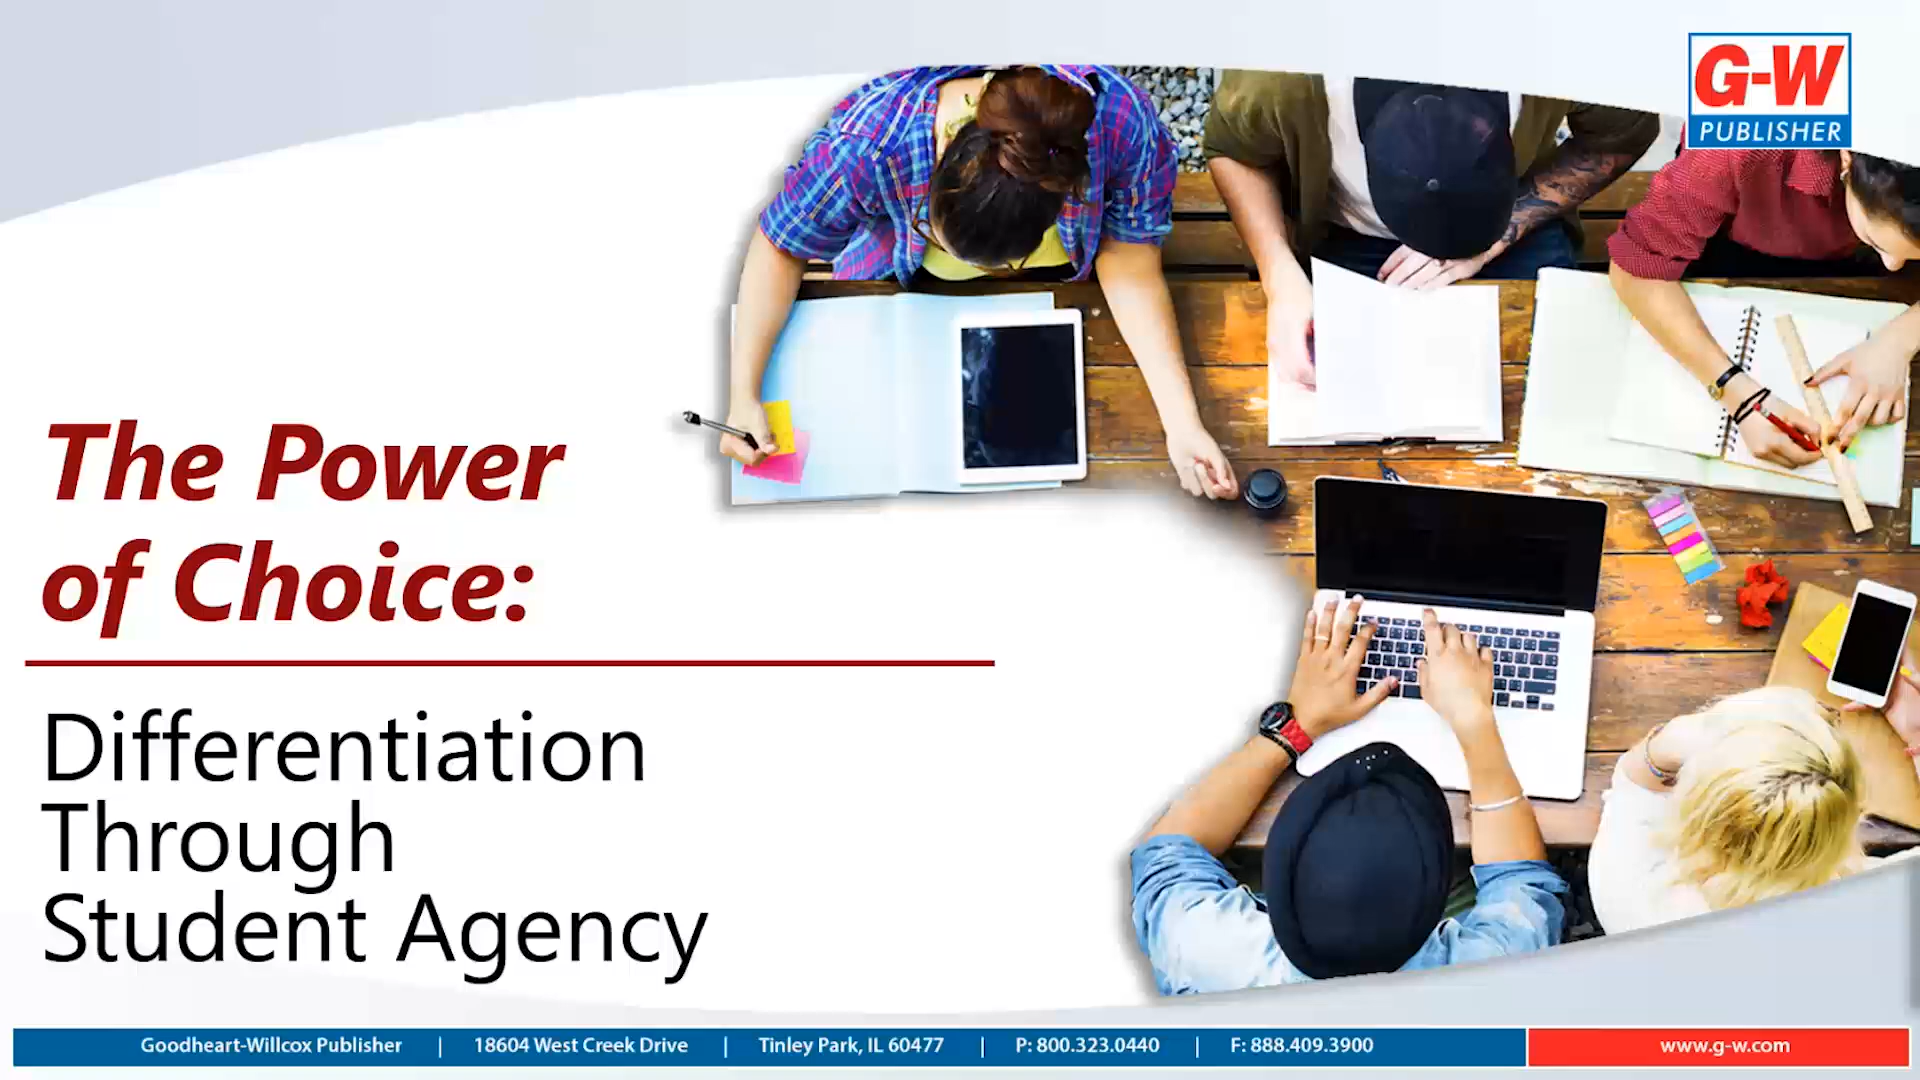 G-W
PUBLISHER
The Power
of Choice:
Differentiation
Through
Student Agency
Goodheart-Willcox Publisher | 18604 West Creek Drive | Tinley Park, IL 60477 | P: 800.323.0440 | F: 888.409.3900 www.g-w.com